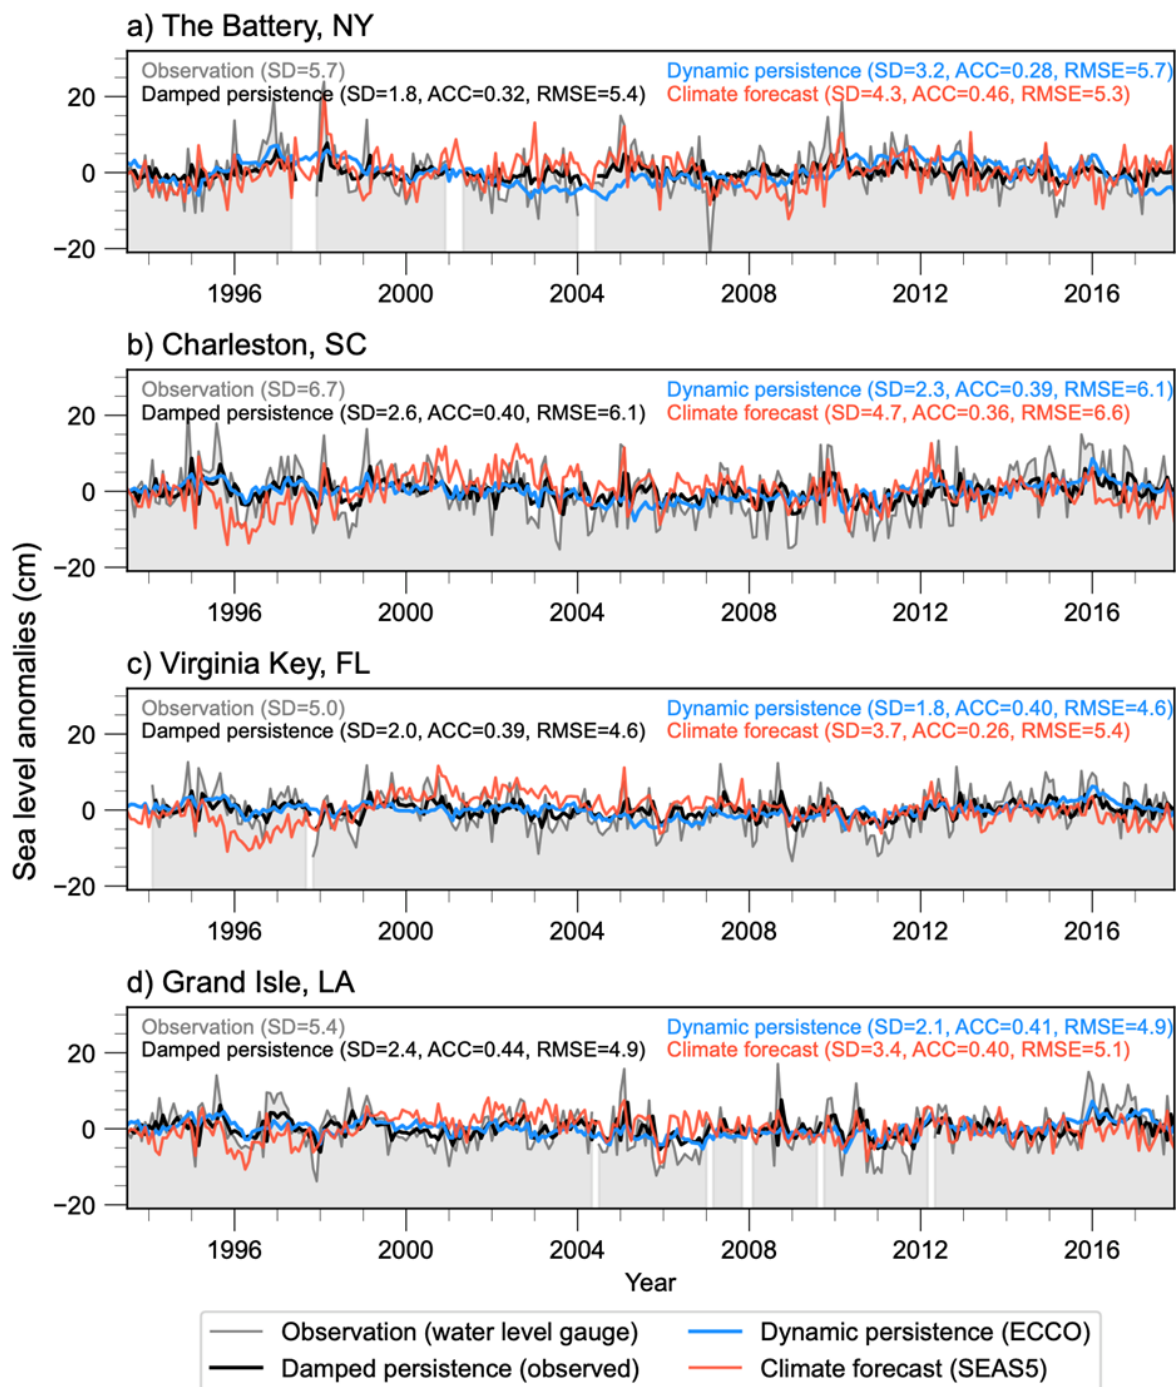 a) The Battery, NY
Observation (SD=5.7)
Dynamic persistence (SD=3.2, ACC=0.28, RMSE=5.7)
Damped persistence (SD=1.8, ACC=0.32, RMSE=5.4)
Climate forecast (SD=4.3, ACC=0.46, RMSE=5.3)
20
0
−20
1996 2000 2004 2008 2012 2016
b) Charleston, SC
Observation (SD=6.7)
Dynamic persistence (SD=2.3, ACC=0.39, RMSE=6.1)
Damped persistence (SD=2.6, ACC=0.40, RMSE=6.1)
Climate forecast (SD=4.7, ACC=0.36, RMSE=6.6)
20
0
−20
1996 2000 2004 2008 2012 2016
Sea level anomalies (cm)
c) Virginia Key, FL
Observation (SD=5.0)
Dynamic persistence (SD=1.8, ACC=0.40, RMSE=4.6)
Damped persistence (SD=2.0, ACC=0.39, RMSE=4.6)
Climate forecast (SD=3.7, ACC=0.26, RMSE=5.4)
20
0
−20
1996 2000 2004 2008 2012 2016
d) Grand Isle, LA
Observation (SD=5.4)
Dynamic persistence (SD=2.1, ACC=0.41, RMSE=4.9)
Damped persistence (SD=2.4, ACC=0.44, RMSE=4.9)
Climate forecast (SD=3.4, ACC=0.40, RMSE=5.1)
20
0
−20
1996 2000 2004 2008 2012 2016
Year
Observation (water level gauge)
Dynamic persistence (ECCO)
Damped persistence (observed)
Climate forecast (SEAS5)